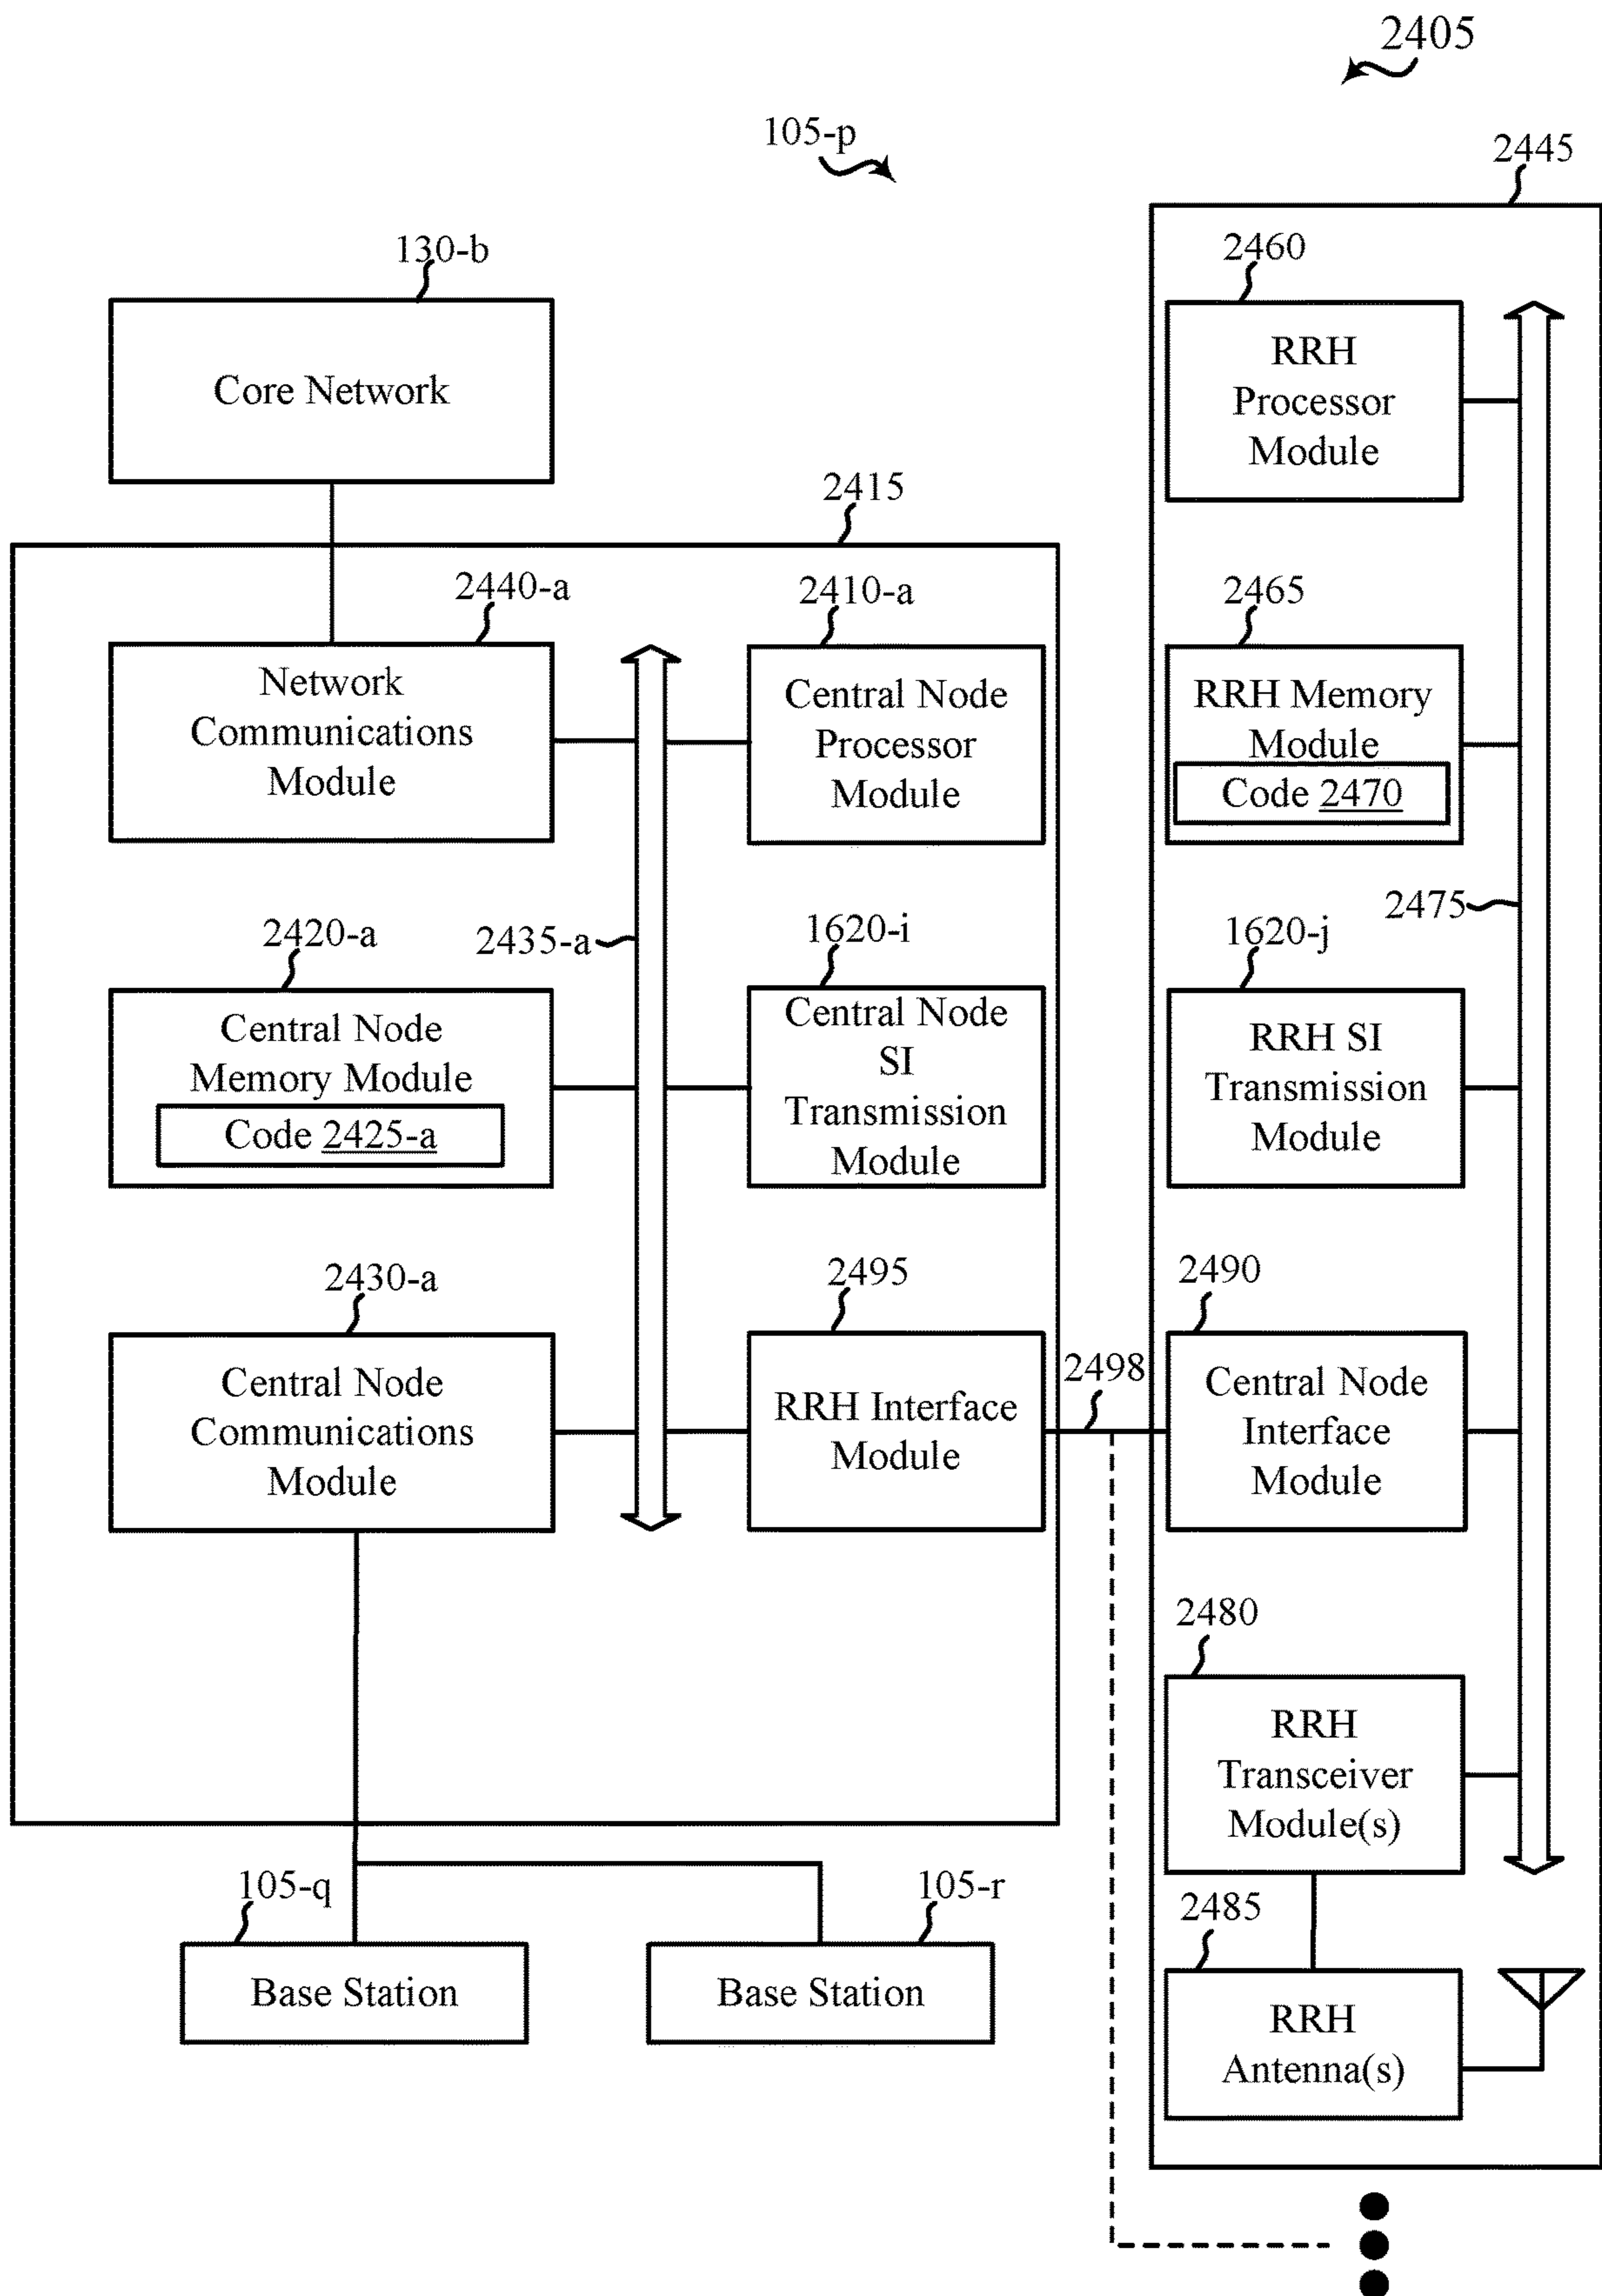 2405
105-p
2445
130-b
Core Network
2415
2440-a
Network
Communications
Module
2410-a
Central Node
Processor
Module
2420-a
Central Node
Memory Module
Code 2425-a
2435-a
1620-i
Central Node
SI
Transmission
Module
2430-a
Central Node
Communications
Module
2495
RRH Interface
Module
2498
105-q
Base Station
105-r
Base Station
2460
RRH
Processor
Module
2465
RRH Memory
Module
Code 2470
2475
1620-j
RRH SI
Transmission
Module
2490
Central Node
Interface
Module
2480
RRH
Transceiver
Module(s)
2485
RRH
Antenna(s)